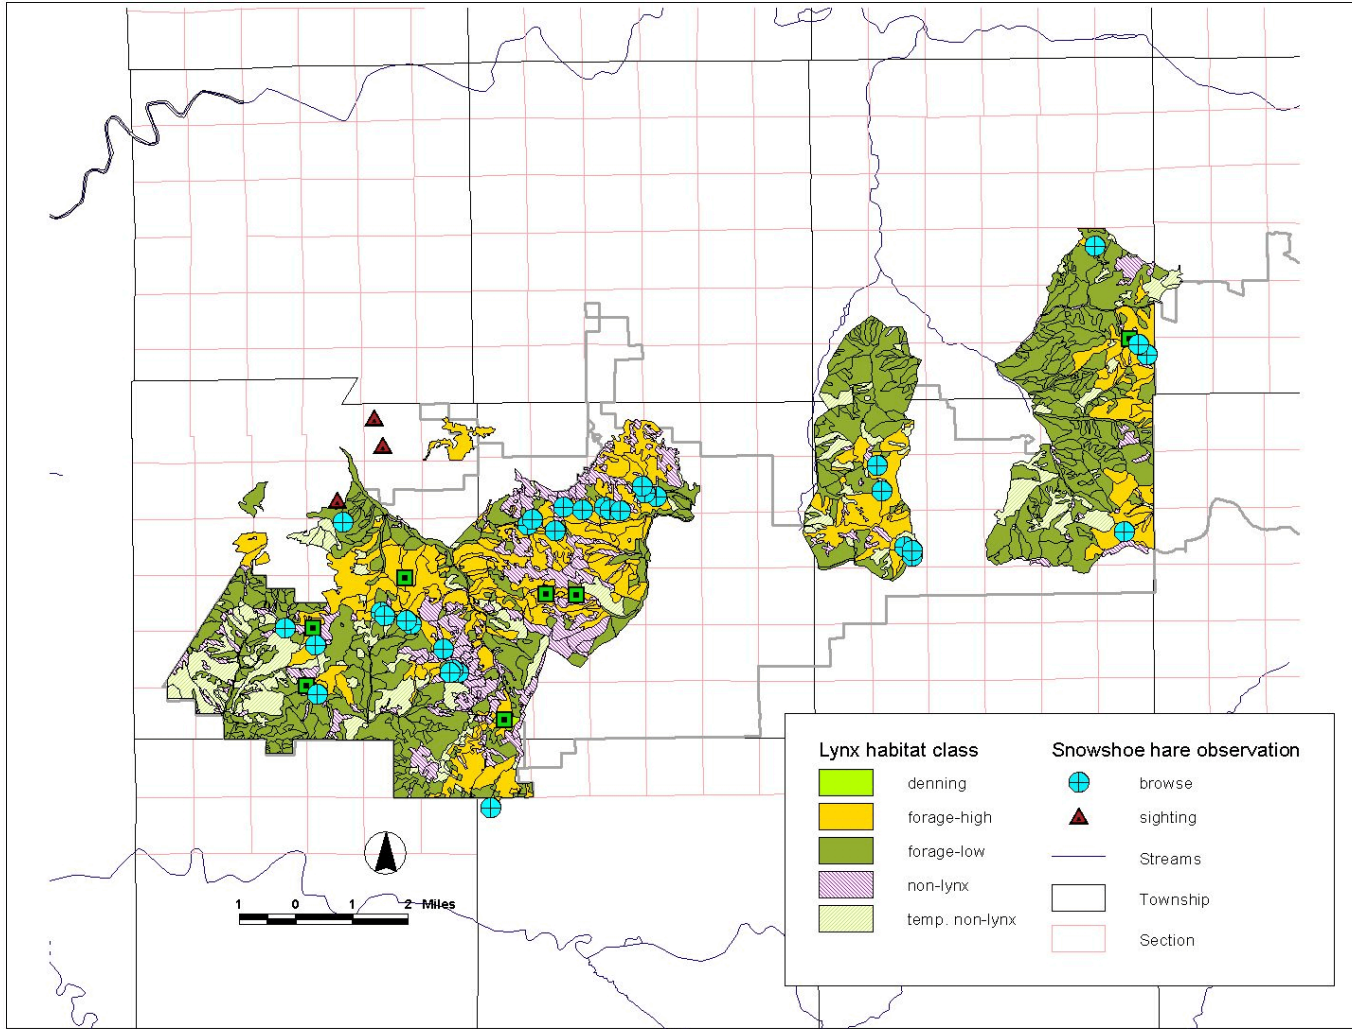 1 0 1 2 Miles
Lynx habitat class
denning
forage-high
forage-low
non-lynx
temp. non-lynx
Snowshoe hare observation
browse
sighting
Streams
Township
Section